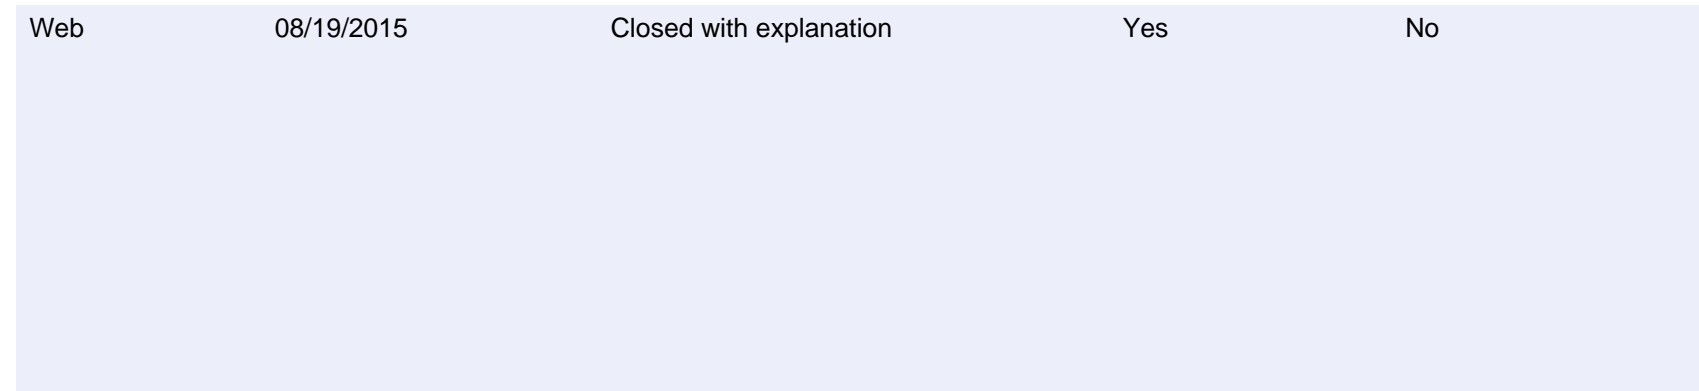 Web 08/19/2015 Closed with explanation Yes No